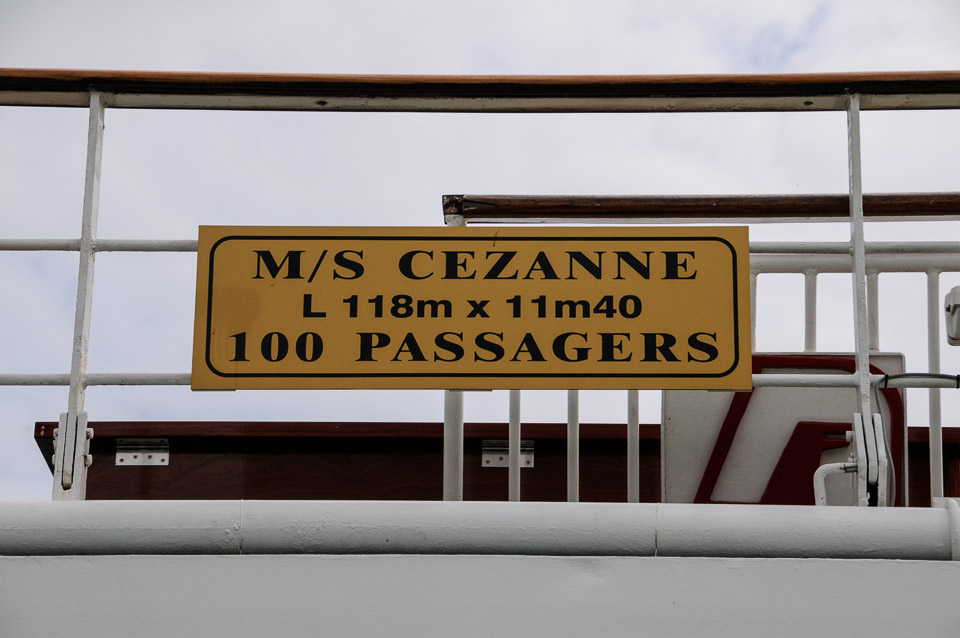 M/S CEZANNE
L 118m x 11m40
100 PASSAGERS